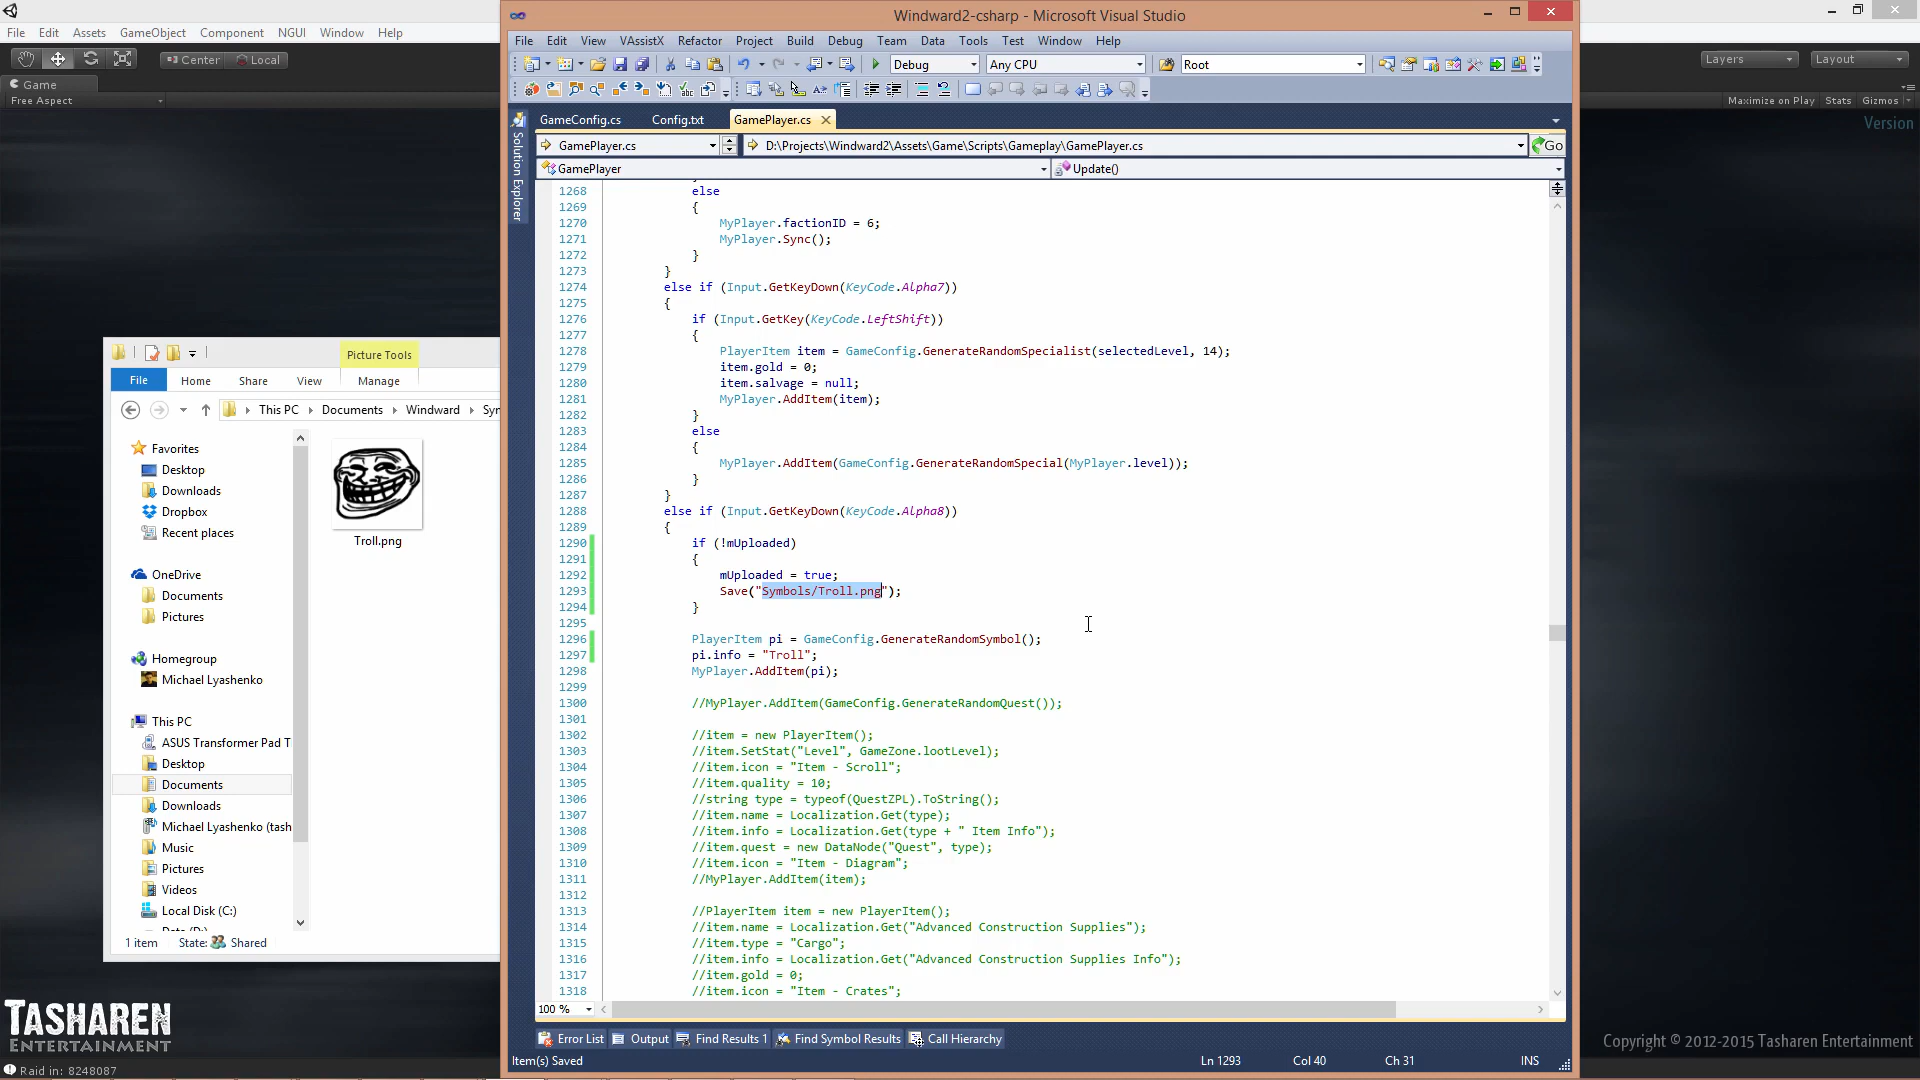 Windward2-csharp - Microsoft Visual Studio
File Edit Assets GameObject Component NGUI Window Help
File Edit View VAssistX Refactor Project Build Debug Team Data Tools Test Window Help
Center Local
Debug Any CPU Root
Layers Layout
Game
Free Aspect
Maximize on Play Stats Gizmos
Version
GameConfig.cs Config.txt GamePlayer.cs
GamePlayer.cs D:\Projects\Windward2\Assets\Game\Scripts\Gameplay\GamePlayer.cs Go
GamePlayer Update()
Solution Explorer
1268 else
1269 {
1270 MyPlayer.factionID = 6;
1271 MyPlayer.Sync();
1272 }
1273 }
1274 else if (Input.GetKeyDown(KeyCode.Alpha7))
1275 {
1276 if (Input.GetKey(KeyCode.LeftShift))
1277 {
1278 PlayerItem item = GameConfig.GenerateRandomSpecialist(selectedLevel, 14);
1279 item.gold = 0;
1280 item.salvage = null;
1281 MyPlayer.AddItem(item);
1282 }
1283 else
1284 {
1285 MyPlayer.AddItem(GameConfig.GenerateRandomSpecial(MyPlayer.level));
1286 }
1287 }
1288 else if (Input.GetKeyDown(KeyCode.Alpha8))
1289 {
1290 if (!mUploaded)
1291 {
1292 mUploaded = true;
1293 Save("Symbols/Troll.png");
1294 }
1295
1296 PlayerItem pi = GameConfig.GenerateRandomSymbol();
1297 pi.info = "Troll";
1298 MyPlayer.AddItem(pi);
1299
1300 //MyPlayer.AddItem(GameConfig.GenerateRandomQuest());
1301
1302 //item = new PlayerItem();
1303 //item.SetStat("Level", GameZone.lootLevel);
1304 //item.icon = "Item - Scroll";
1305 //item.quality = 10;
1306 //string type = typeof(QuestZPL).ToString();
1307 //item.name = Localization.Get(type);
1308 //item.info = Localization.Get(type + " Item Info");
1309 //item.quest = new DataNode("Quest", type);
1310 //item.icon = "Item - Diagram";
1311 //MyPlayer.AddItem(item);
1312
1313 //PlayerItem item = new PlayerItem();
1314 //item.name = Localization.Get("Advanced Construction Supplies");
1315 //item.type = "Cargo";
1316 //item.info = Localization.Get("Advanced Construction Supplies Info");
1317 //item.gold = 0;
1318 //item.icon = "Item - Crates";
100 %
Error List Output Find Results 1 Find Symbol Results Call Hierarchy
Item(s) Saved Ln 1293 Col 40 Ch 31 INS
Picture Tools
File Home Share View Manage
This PC Documents Windward Syn
Favorites
Desktop
Downloads
Dropbox
Recent places
OneDrive
Documents
Pictures
Homegroup
Michael Lyashenko
This PC
ASUS Transformer Pad T
Desktop
Documents
Downloads
Michael Lyashenko (tash
Music
Pictures
Videos
Local Disk (C:)
Troll.png
1 item State: Shared
TASHAREN
ENTERTAINMENT
Raid in: 8248087
Copyright © 2012-2015 Tasharen Entertainment